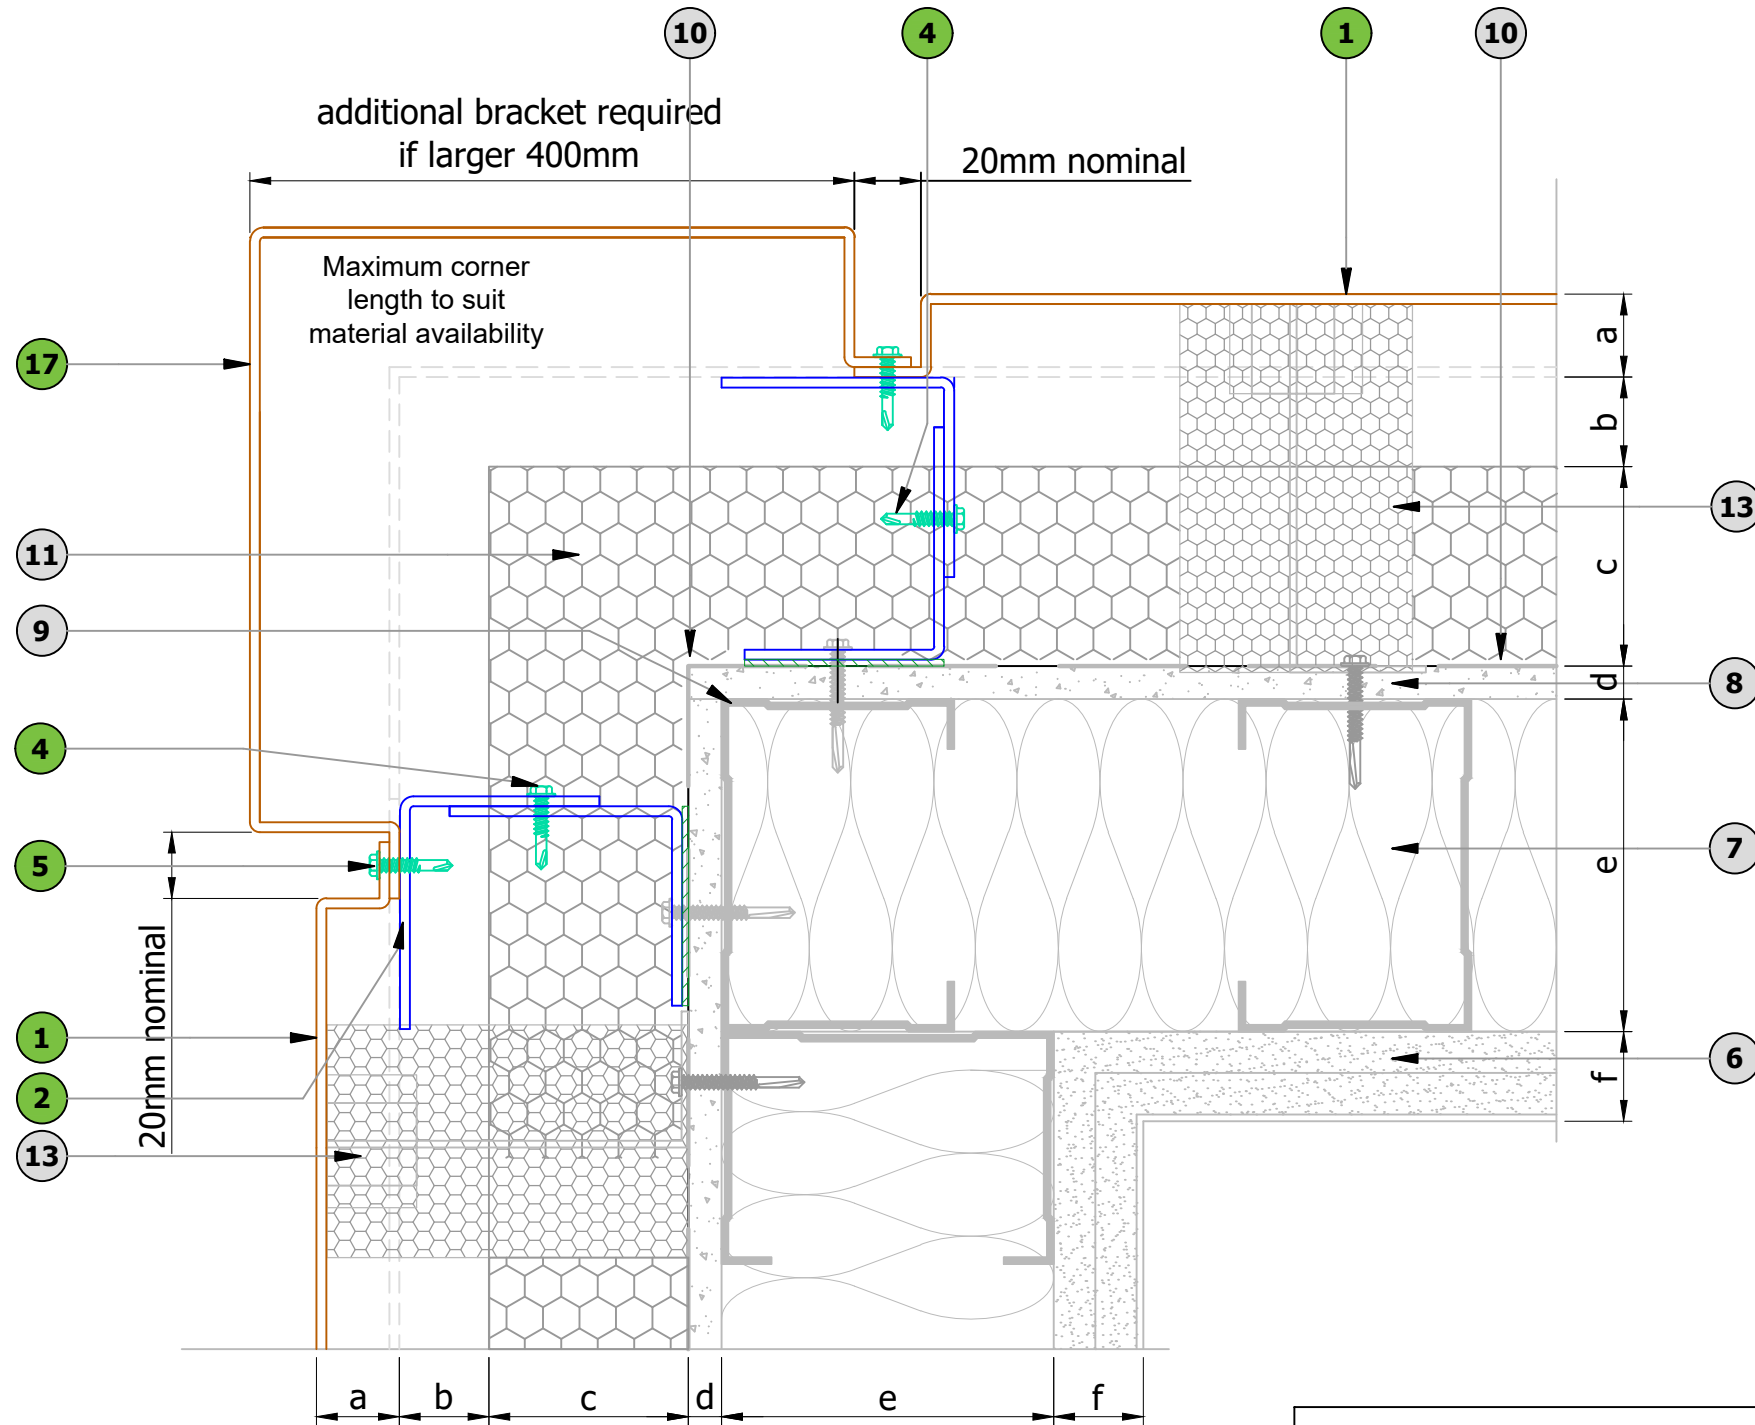 10
4
1
10
additional bracket required
if larger 400mm
20mm nominal
Maximum corner
length to suit
material availability
17
a
b
13
11
c
9
8
d
4
7
e
5
20mm nominal
1
6
f
2
13
a
b
c
d
e
f